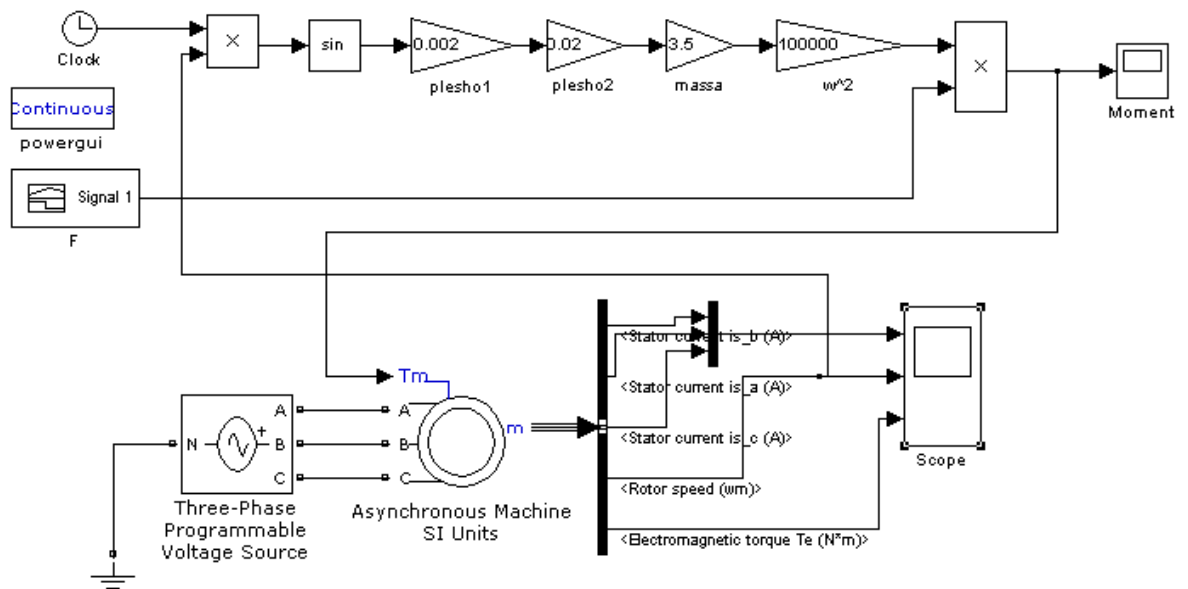 Clock
×
sin
0.002
plesho1
0.02
plesho2
3.5
massa
100000
w^2
×
Moment
Continuous
powergui
Signal 1
F
<Stator current is_b (A)>
<Stator current is_a (A)>
<Stator current is_c (A)>
<Rotor speed (wm)>
<Electromagnetic torque Te (N*m)>
Scope
Tm
A
B
C
m
Asynchronous Machine
SI Units
N
A
+
B
C
Three-Phase
Programmable
Voltage Source